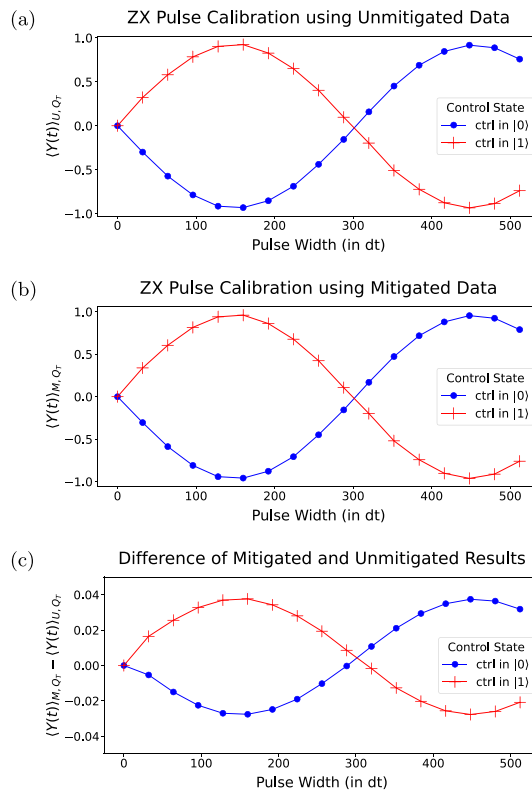 (a)
ZX Pulse Calibration using Unmitigated Data
1.0
0.5
0.0
−0.5
−1.0
⟨Y(t)⟩U,QT
Control State
ctrl in |0⟩
ctrl in |1⟩
0 100 200 300 400 500
Pulse Width (in dt)
(b)
ZX Pulse Calibration using Mitigated Data
1.0
0.5
0.0
−0.5
−1.0
⟨Y(t)⟩M,QT
Control State
ctrl in |0⟩
ctrl in |1⟩
0 100 200 300 400 500
Pulse Width (in dt)
(c)
Difference of Mitigated and Unmitigated Results
0.04
0.02
0.00
−0.02
−0.04
⟨Y(t)⟩M,QT − ⟨Y(t)⟩U,QT
Control State
ctrl in |0⟩
ctrl in |1⟩
0 100 200 300 400 500
Pulse Width (in dt)